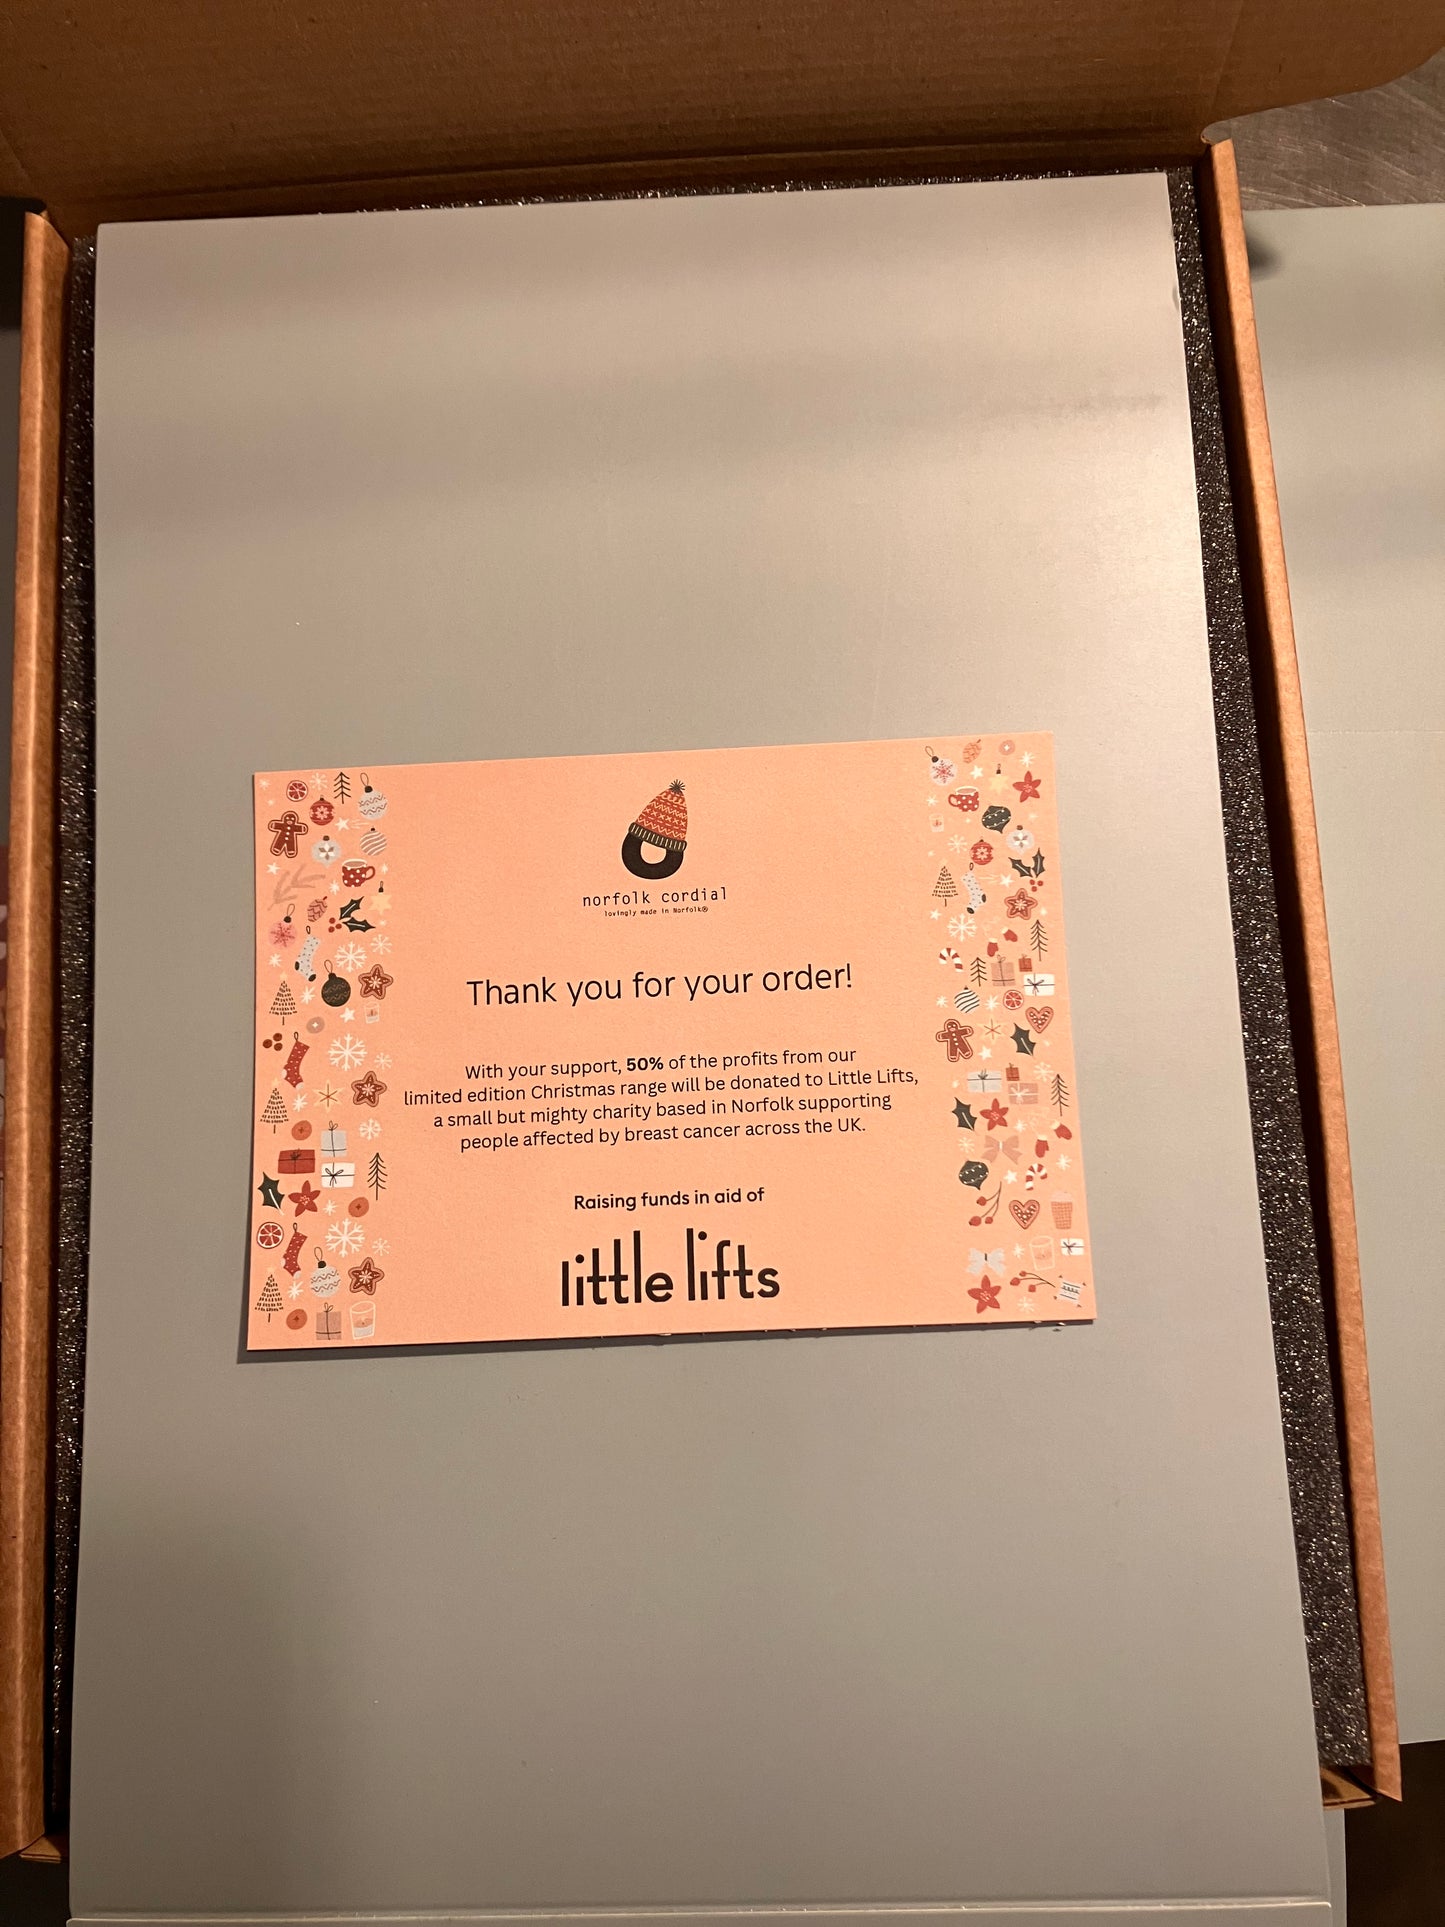 norfolk cordial
lovingly made in Norfolk®
Thank you for your order!
With your support, 50% of the profits from our
limited edition Christmas range will be donated to Little Lifts,
a small but mighty charity based in Norfolk supporting
people affected by breast cancer across the UK.
Raising funds in aid of
little lifts